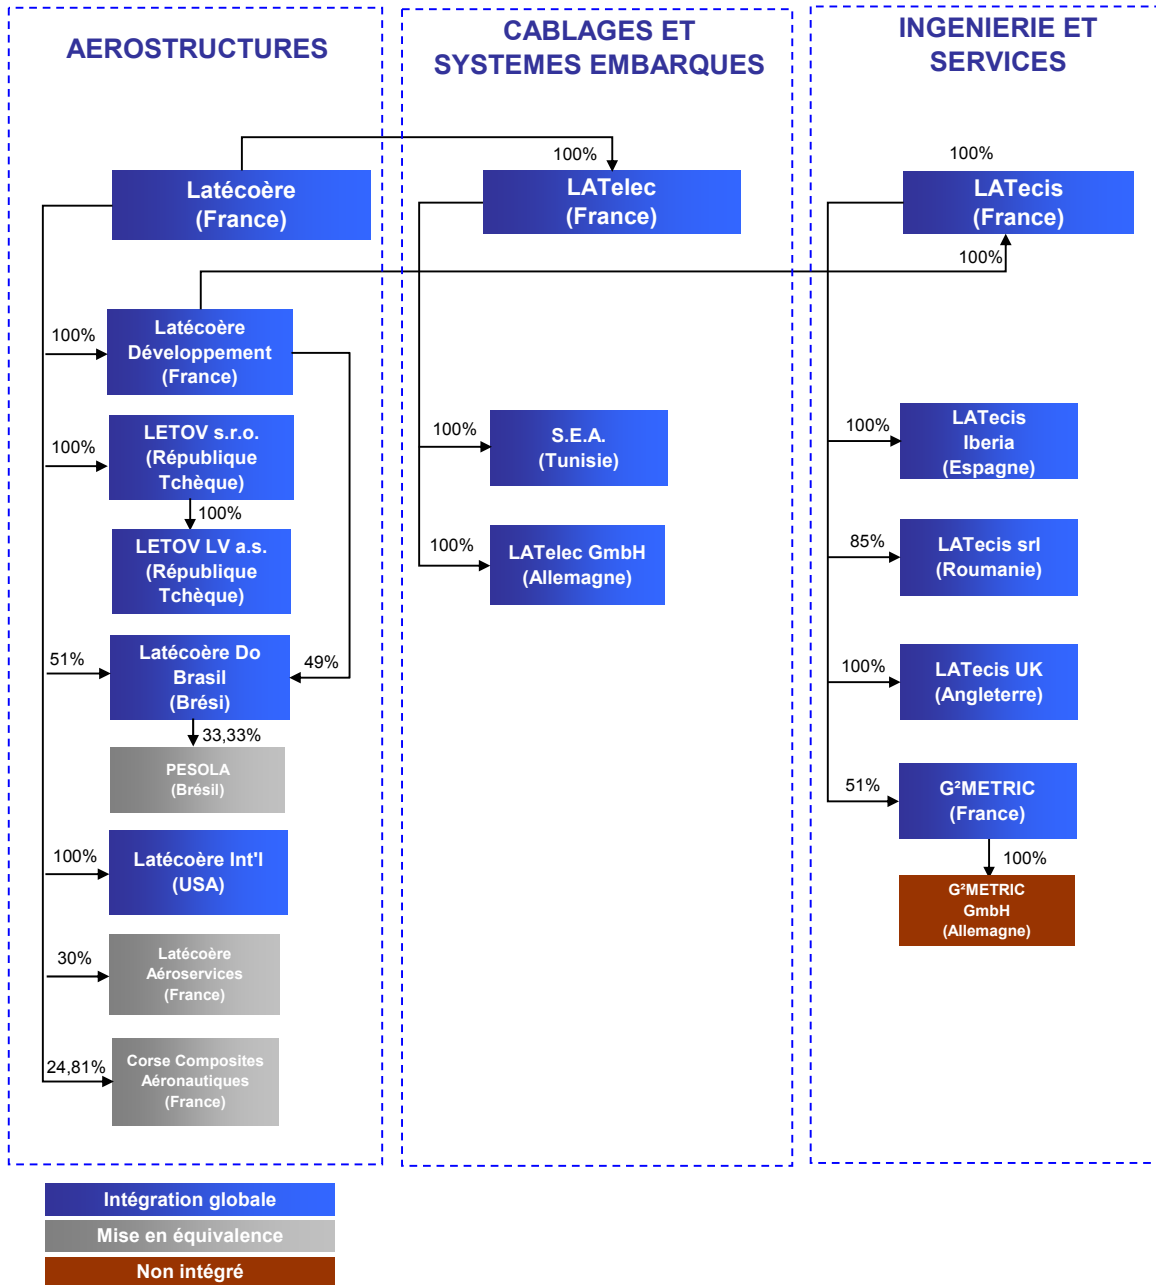 AEROSTRUCTURES
CABLAGES ET
SYSTEMES EMBARQUES
INGENIERIE ET
SERVICES
100%
100%
Latécoère
(France)
LATelec
(France)
LATecis
(France)
100%
100%
Latécoère
Développement
(France)
100%
LETOV s.r.o.
(République
Tchèque)
100%
LETOV LV a.s.
(République
Tchèque)
51%
Latécoère Do
Brasil
(Brési)
49%
33,33%
PESOLA
(Brésil)
100%
Latécoère Int'l
(USA)
30%
Latécoère
Aéroservices
(France)
24,81%
Corse Composites
Aéronautiques
(France)
100%
S.E.A.
(Tunisie)
100%
LATelec GmbH
(Allemagne)
100%
LATecis
Iberia
(Espagne)
85%
LATecis srl
(Roumanie)
100%
LATecis UK
(Angleterre)
51%
G²METRIC
(France)
100%
G²METRIC
GmbH
(Allemagne)
Intégration globale
Mise en équivalence
Non intégré